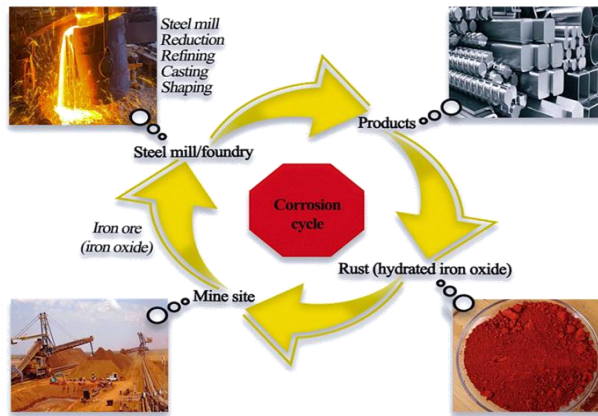 Steel mill
Reduction
Refining
Casting
Shaping
Steel mill/foundry
Products
Corrosion
cycle
Iron ore
(iron oxide)
Rust (hydrated iron oxide)
Mine site